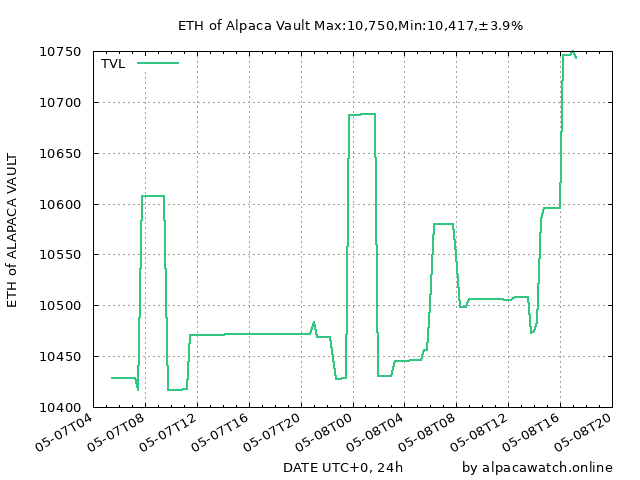 ETH of Alpaca Vault Max:10,750,Min:10,417,±3.9%
TVL
ETH of ALAPACA VAULT
10750
10700
10650
10600
10550
10500
10450
10400
05-07T04
05-07T08
05-07T12
05-07T16
05-07T20
05-08T00
05-08T04
05-08T08
05-08T12
05-08T16
05-08T20
DATE UTC+0, 24h
by alpacawatch.online